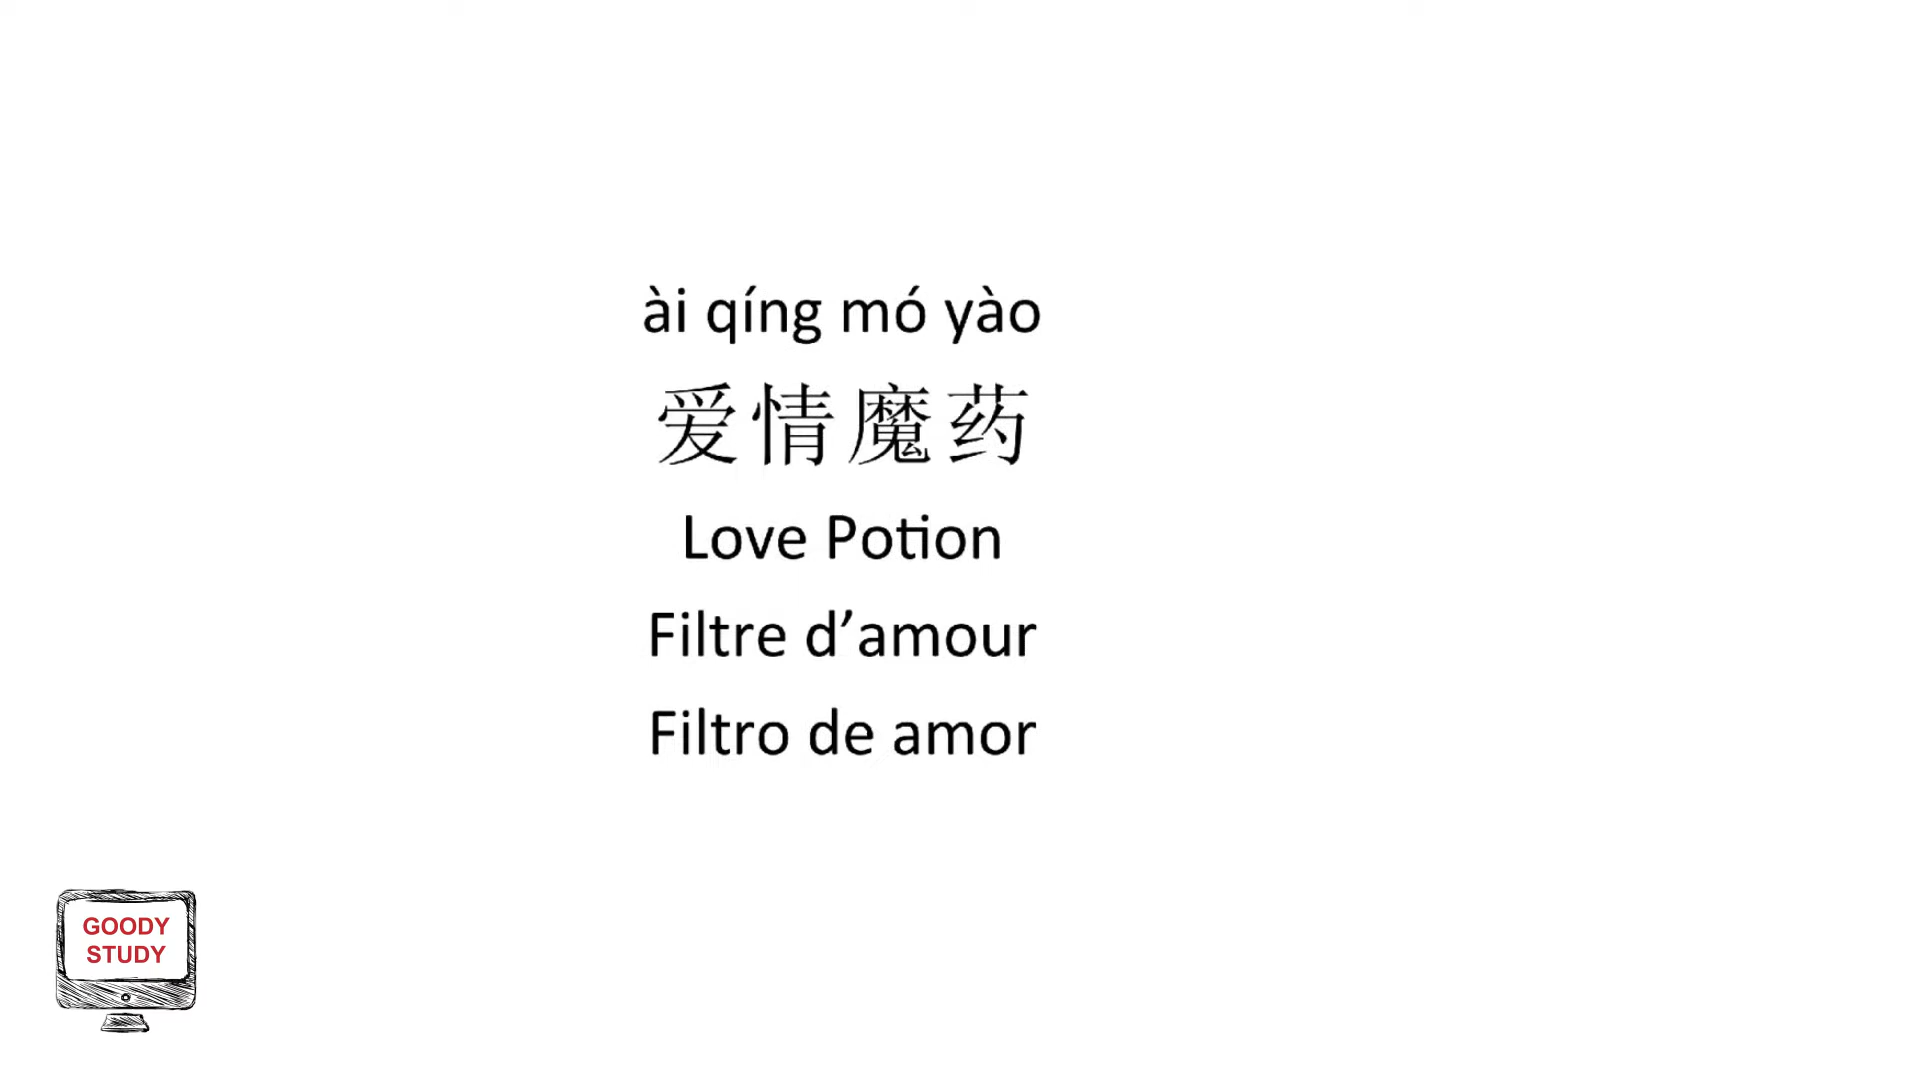 ài qíng mó yào
爱情魔药
Love Potion
Filtre d’amour
Filtro de amor
GOODY
STUDY